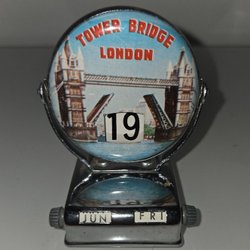 TOWER BRIDGE
LONDON
19
JUN FRI